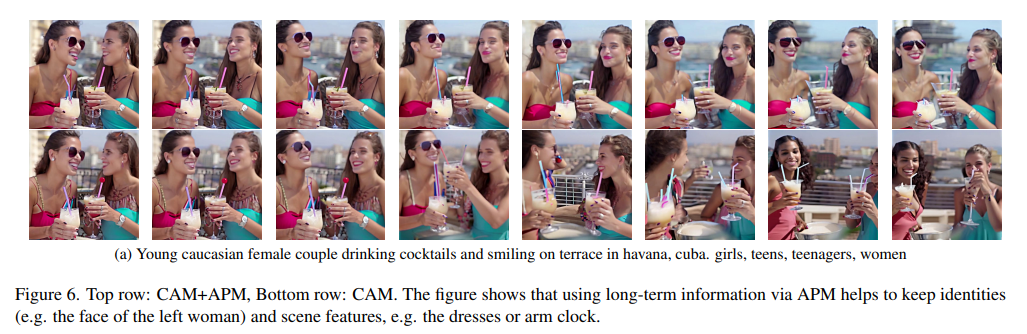 (a) Young caucasian female couple drinking cocktails and smiling on terrace in havana, cuba. girls, teens, teenagers, women
Figure 6. Top row: CAM+APM, Bottom row: CAM. The figure shows that using long-term information via APM helps to keep identities
(e.g. the face of the left woman) and scene features, e.g. the dresses or arm clock.